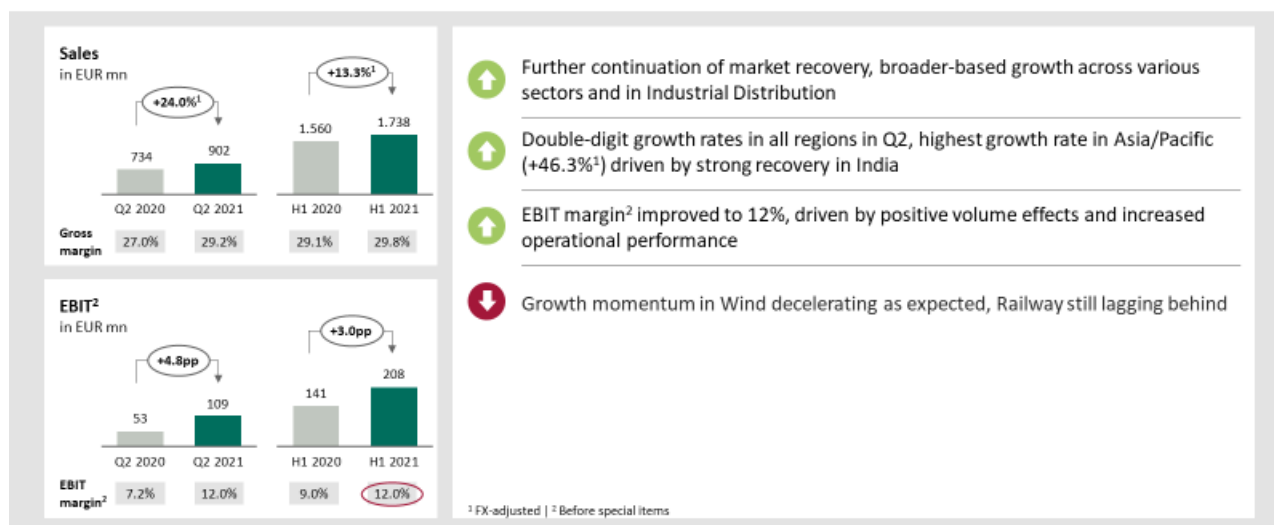 Sales
in EUR mn
+24.0%¹
+13.3%¹
734
902
1.560
1.738
Q2 2020
Q2 2021
H1 2020
H1 2021
Gross
margin
27.0%
29.2%
29.1%
29.8%
EBIT²
in EUR mn
+4.8pp
+3.0pp
53
109
141
208
Q2 2020
Q2 2021
H1 2020
H1 2021
EBIT
margin²
7.2%
12.0%
9.0%
12.0%
Further continuation of market recovery, broader-based growth across various
sectors and in Industrial Distribution
Double-digit growth rates in all regions in Q2, highest growth rate in Asia/Pacific
(+46.3%¹) driven by strong recovery in India
EBIT margin² improved to 12%, driven by positive volume effects and increased
operational performance
Growth momentum in Wind decelerating as expected, Railway still lagging behind
¹ FX-adjusted | ² Before special items